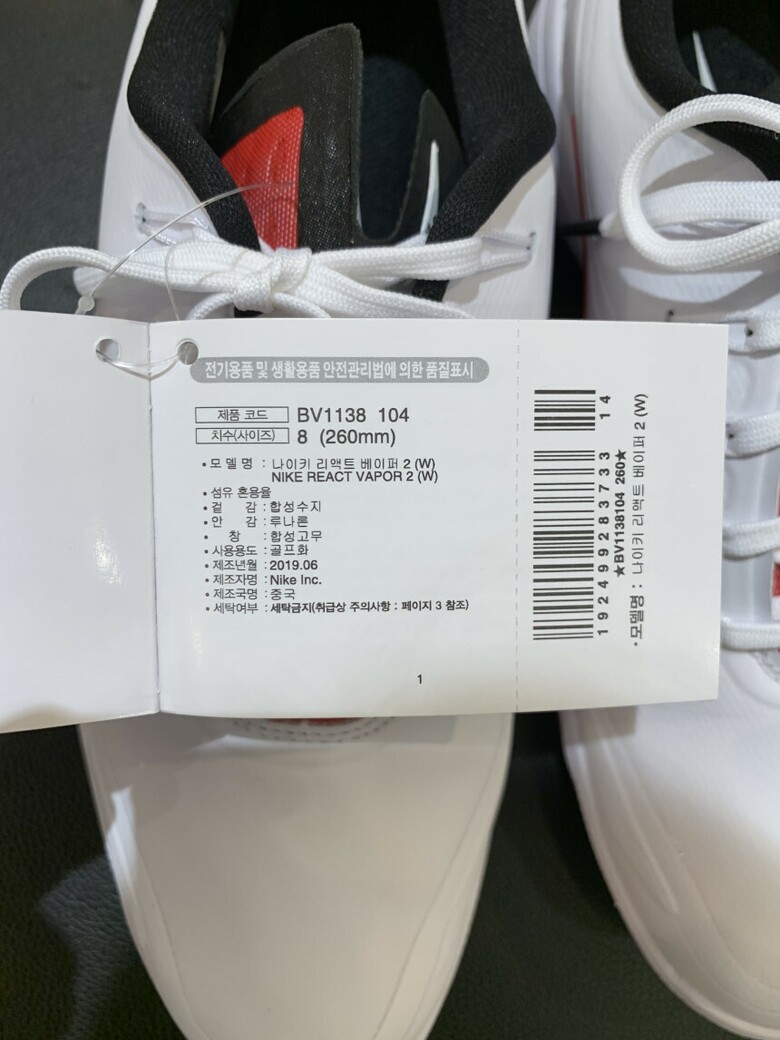 전기용품 및 생활용품 안전관리법에 의한 품질표시
제품 코드 BV1138 104
치수(사이즈) 8 (260mm)
• 모 델 명 : 나이키 리액트 베이퍼 2 (W)
NIKE REACT VAPOR 2 (W)
• 섬유 혼용율
• 겉 감 : 합성수지
• 안 감 : 루나론
• 창 : 합성고무
• 사용용도 : 골프화
• 제조년월 : 2019.06
• 제조자명 : Nike Inc.
• 제조국명 : 중국
• 세탁여부 : 세탁금지(취급상 주의사항 : 페이지 3 참조)
1
1 9 2 4 9 9 2 8 3 7 3 3 1 4
★BV1138104 260★
• 모델명 : 나이키 리액트 베이퍼 2 (W)